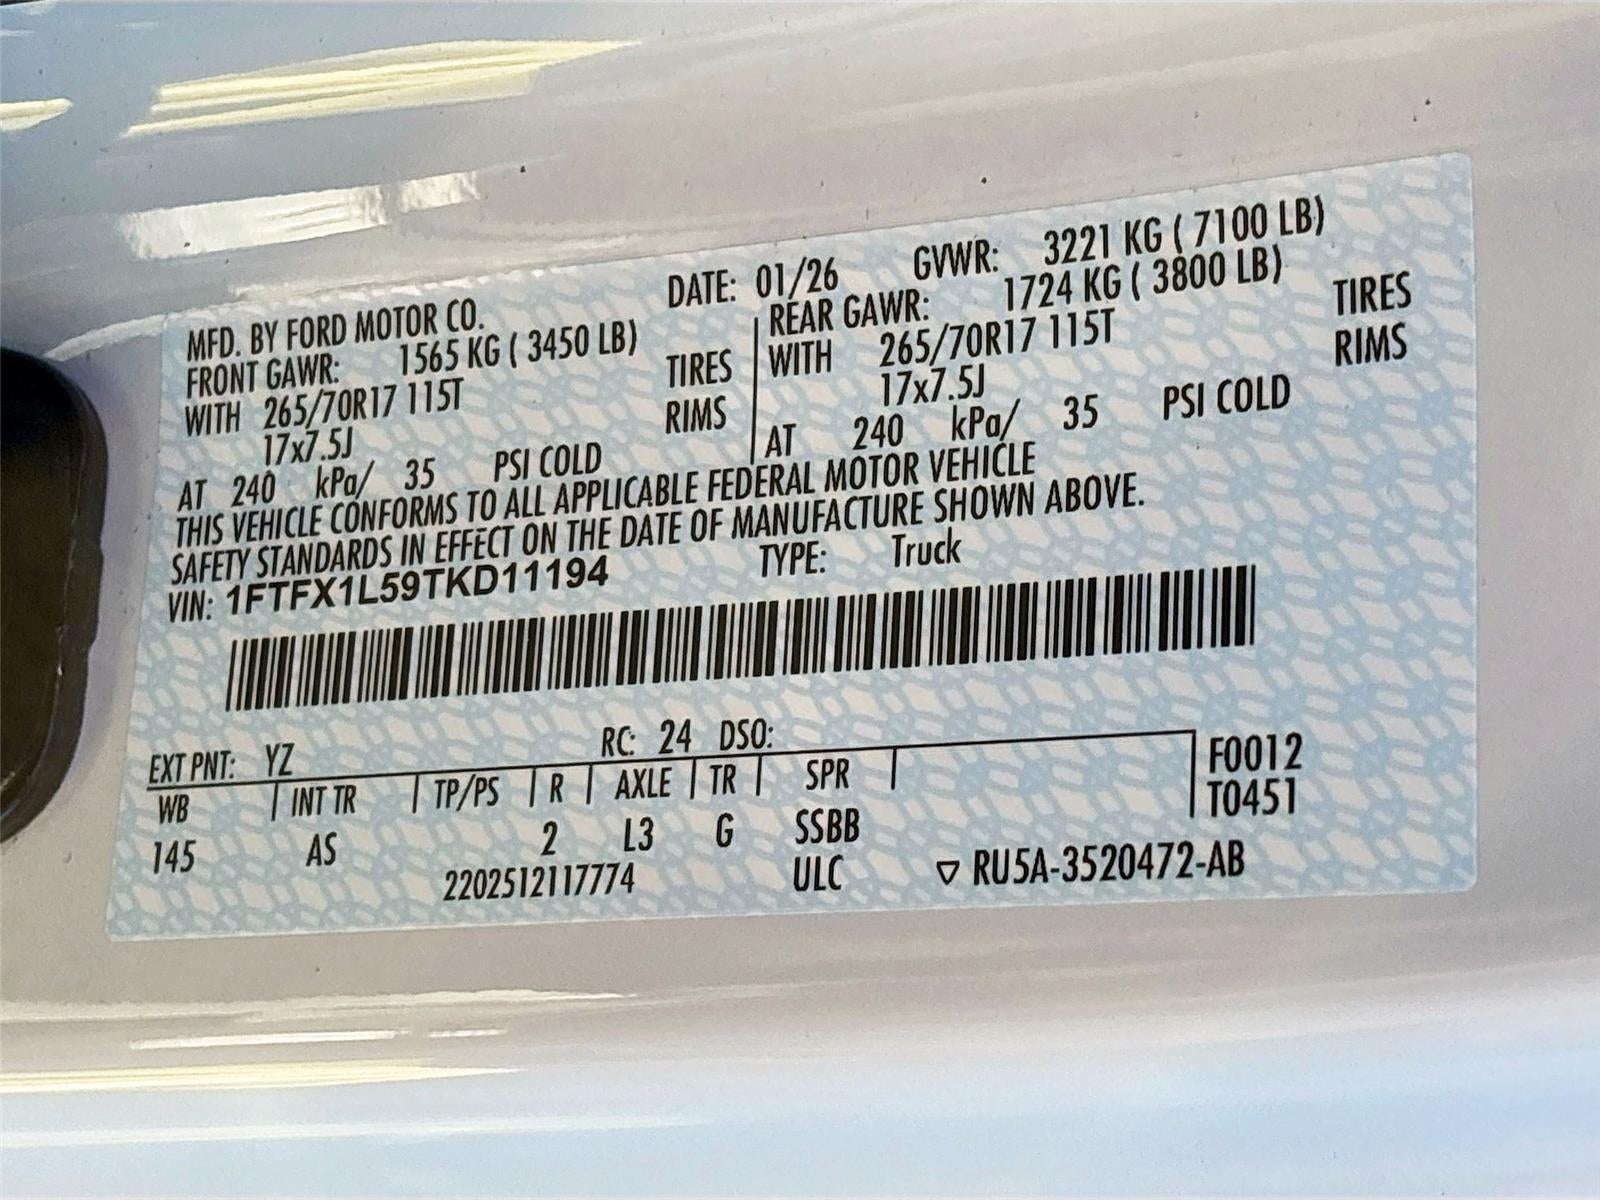 MFD. BY FORD MOTOR CO. DATE: 01/26 GVWR: 3221 KG ( 7100 LB)
FRONT GAWR: 1565 KG ( 3450 LB) REAR GAWR: 1724 KG ( 3800 LB)
WITH 265/70R17 115T TIRES WITH 265/70R17 115T TIRES
17x7.5J RIMS 17x7.5J RIMS
AT 240 kPa/ 35 PSI COLD AT 240 kPa/ 35 PSI COLD
THIS VEHICLE CONFORMS TO ALL APPLICABLE FEDERAL MOTOR VEHICLE
SAFETY STANDARDS IN EFFECT ON THE DATE OF MANUFACTURE SHOWN ABOVE.
VIN: 1FTFX1L59TKD11194 TYPE: Truck
EXT PNT: YZ RC: 24 DSO:
WB INT TR TP/PS R AXLE TR SPR F0012
T0451
145 AS 2 L3 G SSBB
2202512117774 ULC ▽ RU5A-3520472-AB